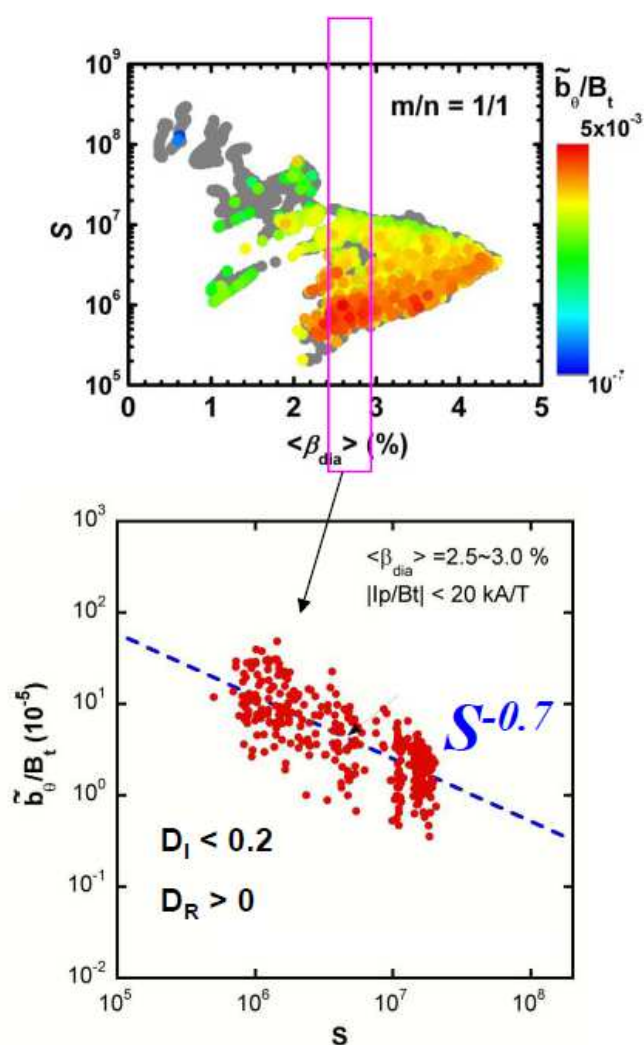 b̃θ/Bt
5x10⁻³
10⁻⁷
10⁹
10⁸
10⁷
10⁶
10⁵
S
m/n = 1/1
0 1 2 3 4 5
<βdia> (%)
10³
10²
10¹
10⁰
10⁻¹
10⁻²
b̃θ/Bt (10⁻⁵)
<βdia> =2.5~3.0 %
|Ip/Bt| < 20 kA/T
S⁻⁰·⁷
DI < 0.2
DR > 0
10⁵ 10⁶ 10⁷ 10⁸
S